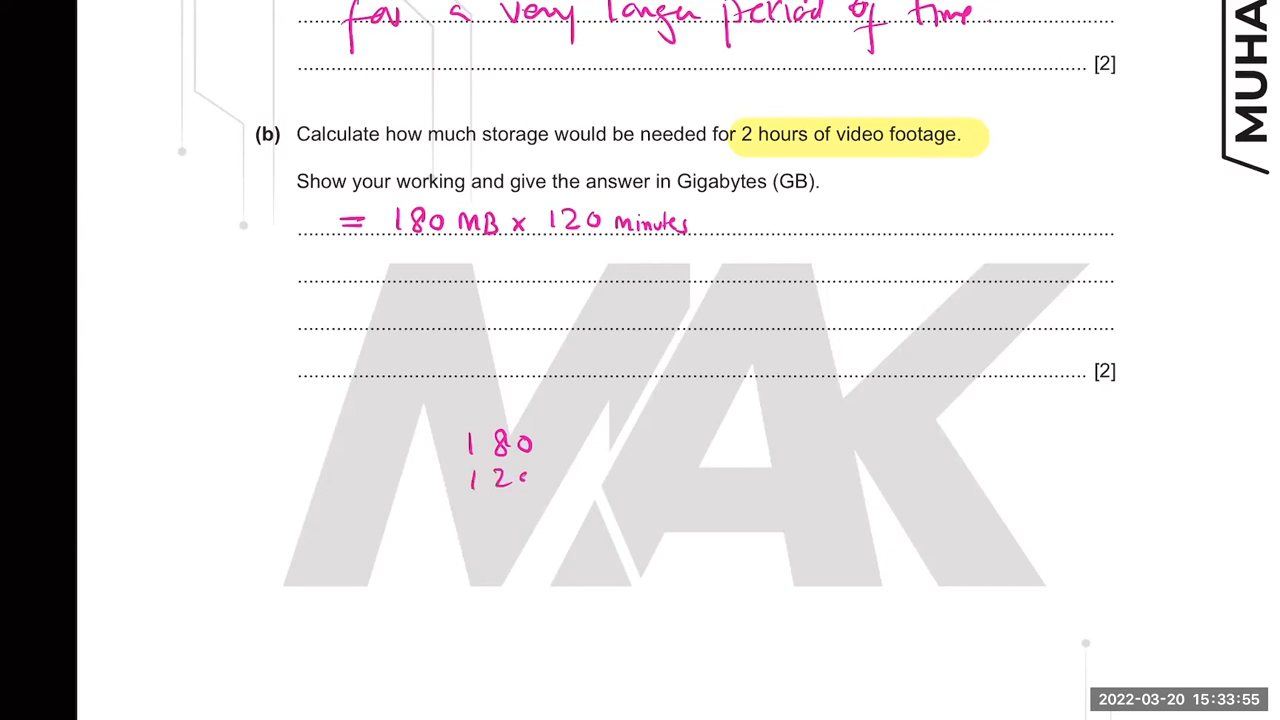 for a very longer period of time.
[2]
(b) Calculate how much storage would be needed for 2 hours of video footage.
Show your working and give the answer in Gigabytes (GB).
= 180 MB x 120 minutes
[2]
180
120
MAK
MUHA
2022-03-20 15:33:55